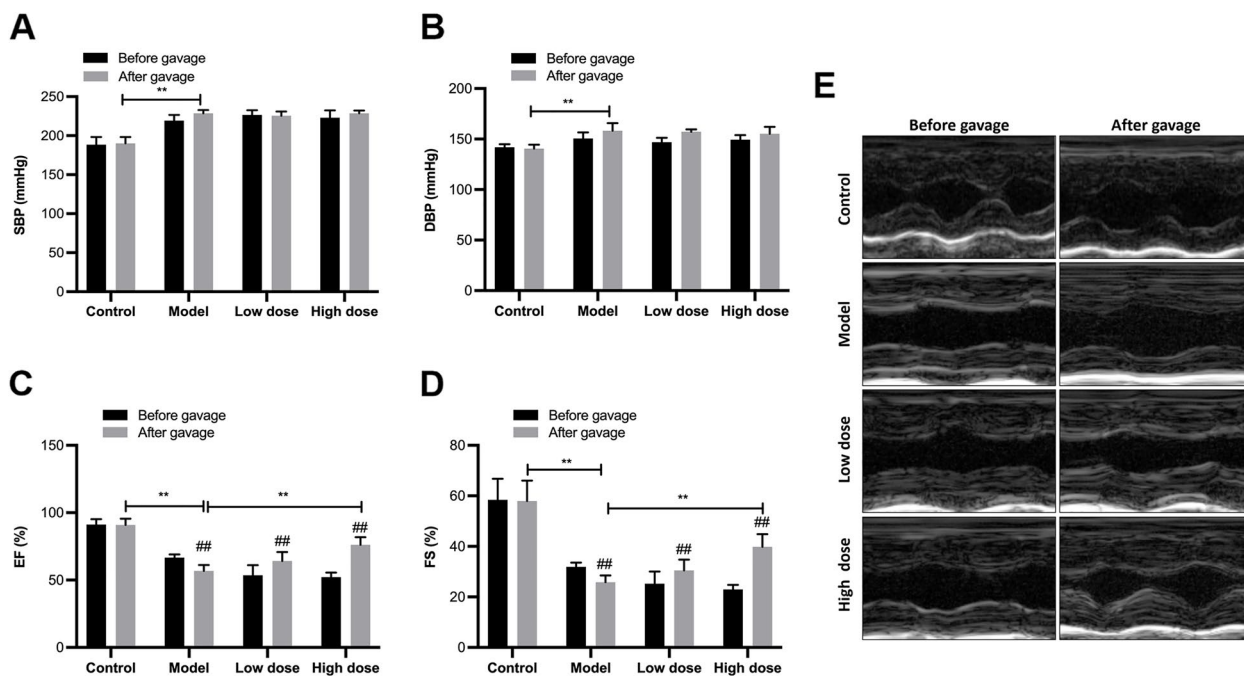 A
Before gavage
After gavage
**
250
200
150
100
50
0
SBP (mmHg)
Control Model Low dose High dose
B
Before gavage
After gavage
**
200
150
100
50
0
DBP (mmHg)
Control Model Low dose High dose
C
Before gavage
After gavage
150
100
50
0
EF (%)
** **
## ## ##
Control Model Low dose High dose
D
Before gavage
After gavage
80
60
40
20
0
FS (%)
** **
## ## ##
Control Model Low dose High dose
E
Before gavage After gavage
Control
Model
Low dose
High dose